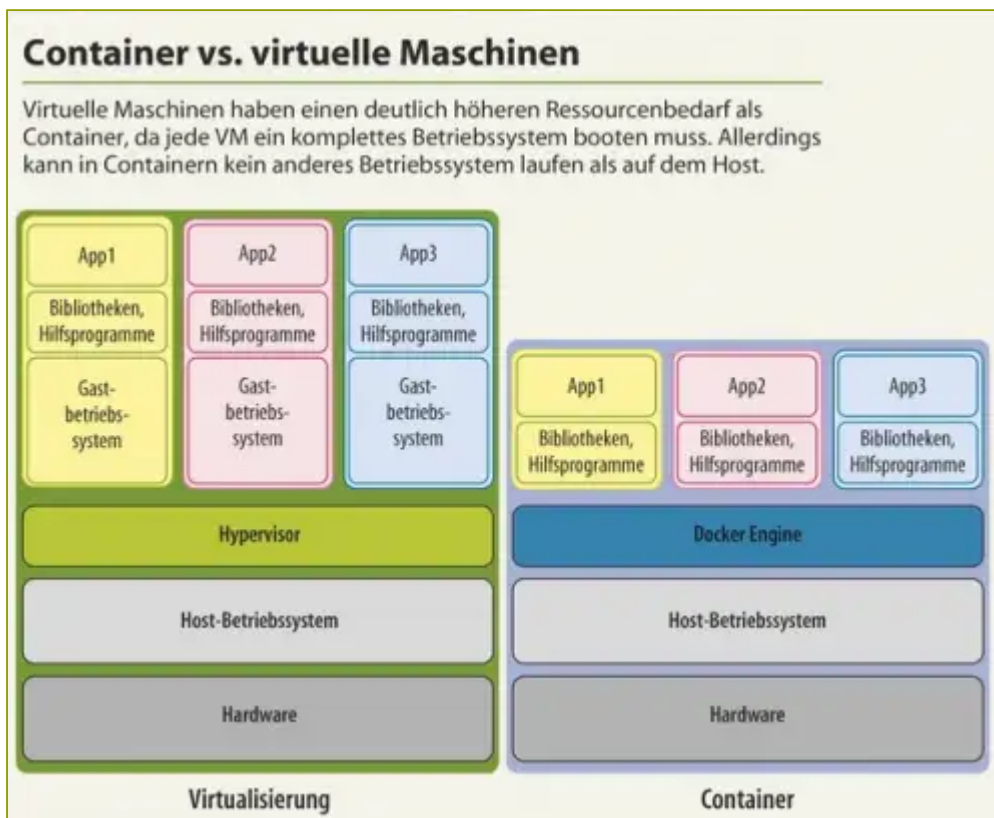 Container vs. virtuelle Maschinen
Virtuelle Maschinen haben einen deutlich höheren Ressourcenbedarf als
Container, da jede VM ein komplettes Betriebssystem booten muss. Allerdings
kann in Containern kein anderes Betriebssystem laufen als auf dem Host.
App1
Bibliotheken,
Hilfsprogramme
Gast-
betriebs-
system
App2
Bibliotheken,
Hilfsprogramme
Gast-
betriebs-
system
App3
Bibliotheken,
Hilfsprogramme
Gast-
betriebs-
system
Hypervisor
Host-Betriebssystem
Hardware
Virtualisierung
App1
Bibliotheken,
Hilfsprogramme
App2
Bibliotheken,
Hilfsprogramme
App3
Bibliotheken,
Hilfsprogramme
Docker Engine
Host-Betriebssystem
Hardware
Container